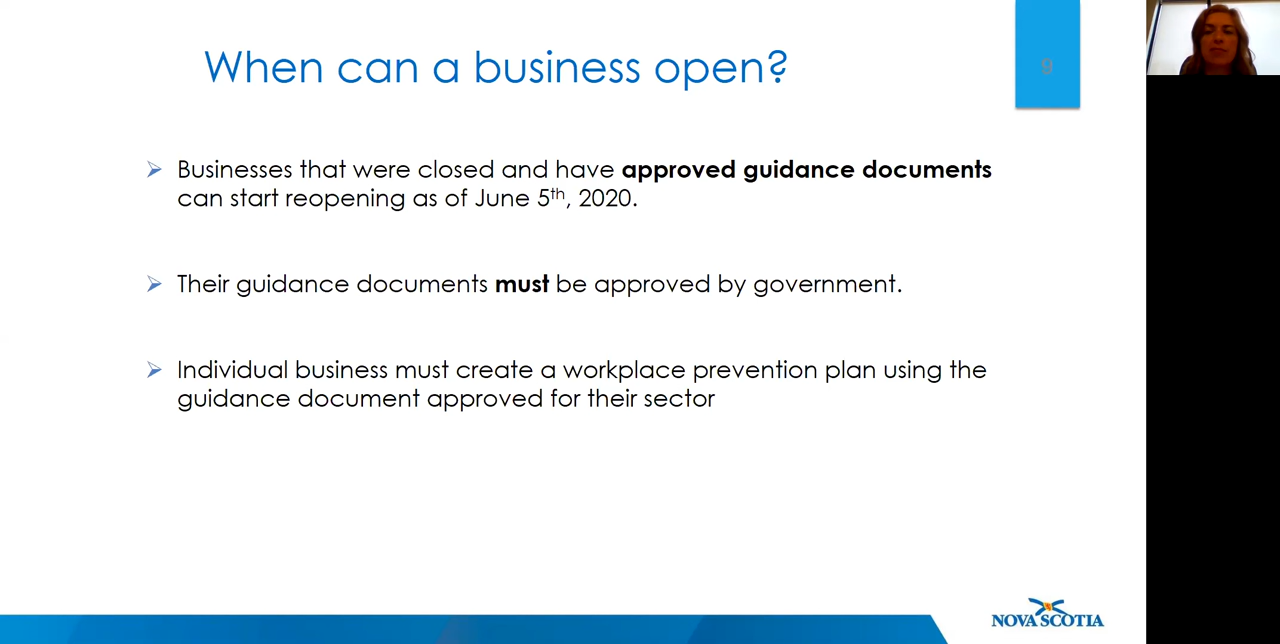 When can a business open?
9
Businesses that were closed and have approved guidance documents
can start reopening as of June 5th, 2020.
Their guidance documents must be approved by government.
Individual business must create a workplace prevention plan using the
guidance document approved for their sector
NOVA SCOTIA